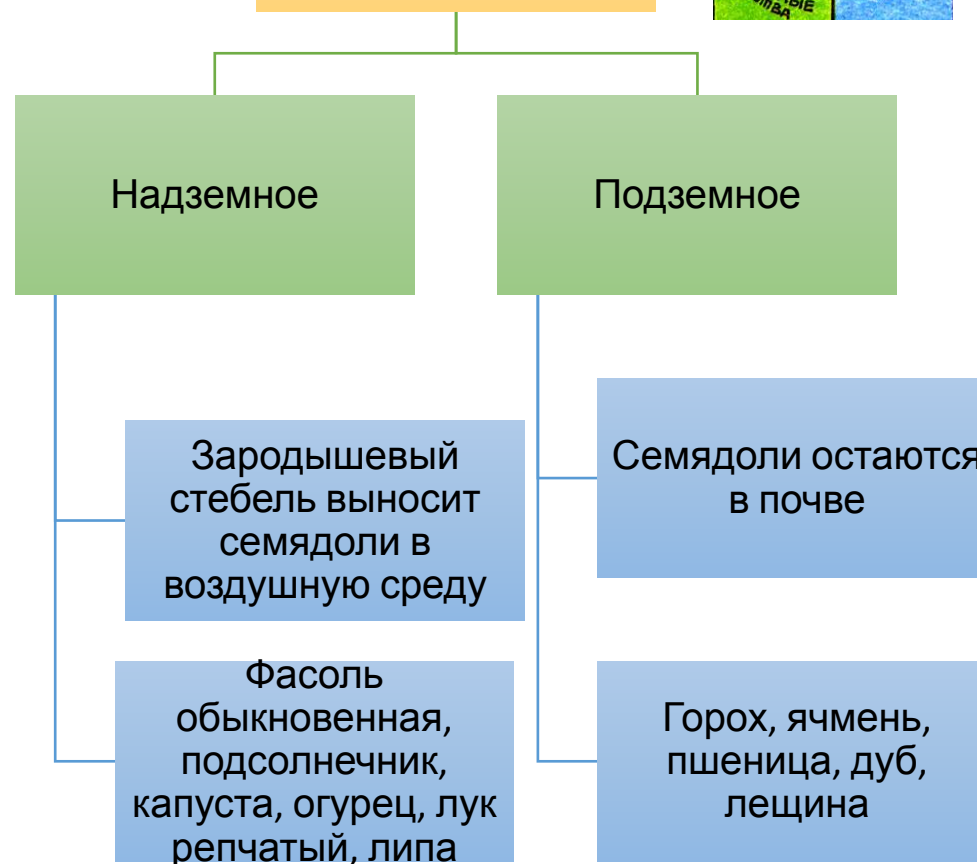 Надземное
Подземное
Зародышевый
стебель выносит
семядоли в
воздушную среду
Семядоли остаются
в почве
Фасоль
обыкновенная,
подсолнечник,
капуста, огурец, лук
репчатый, липа
Горох, ячмень,
пшеница, дуб,
лещина